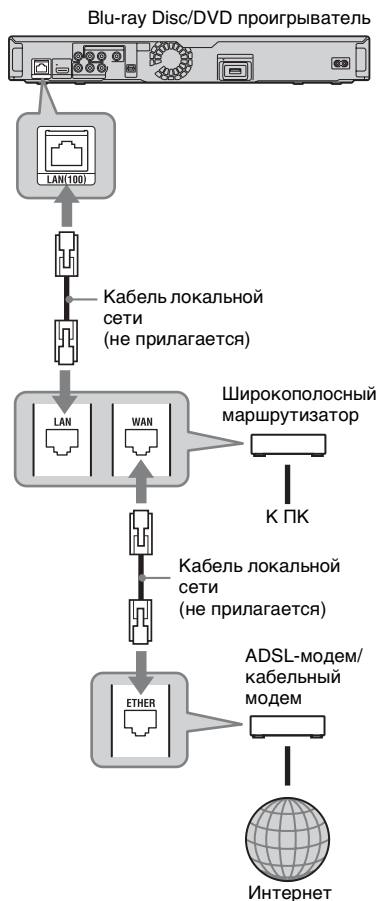 Blu-ray Disc/DVD проигрыватель
LAN(100)
Кабель локальной
сети
(не прилагается)
Широкополосный
маршрутизатор
LAN
WAN
К ПК
Кабель локальной
сети
(не прилагается)
ADSL-модем/
кабельный
модем
ETHER
Интернет